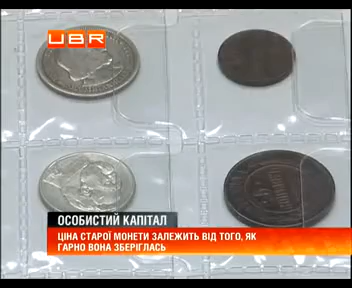 UBR
ОСОБИСТИЙ КАПІТАЛ
ЦІНА СТАРОЇ МОНЕТИ ЗАЛЕЖИТЬ ВІД ТОГО, ЯК
ГАРНО ВОНА ЗБЕРІГЛАСЬ